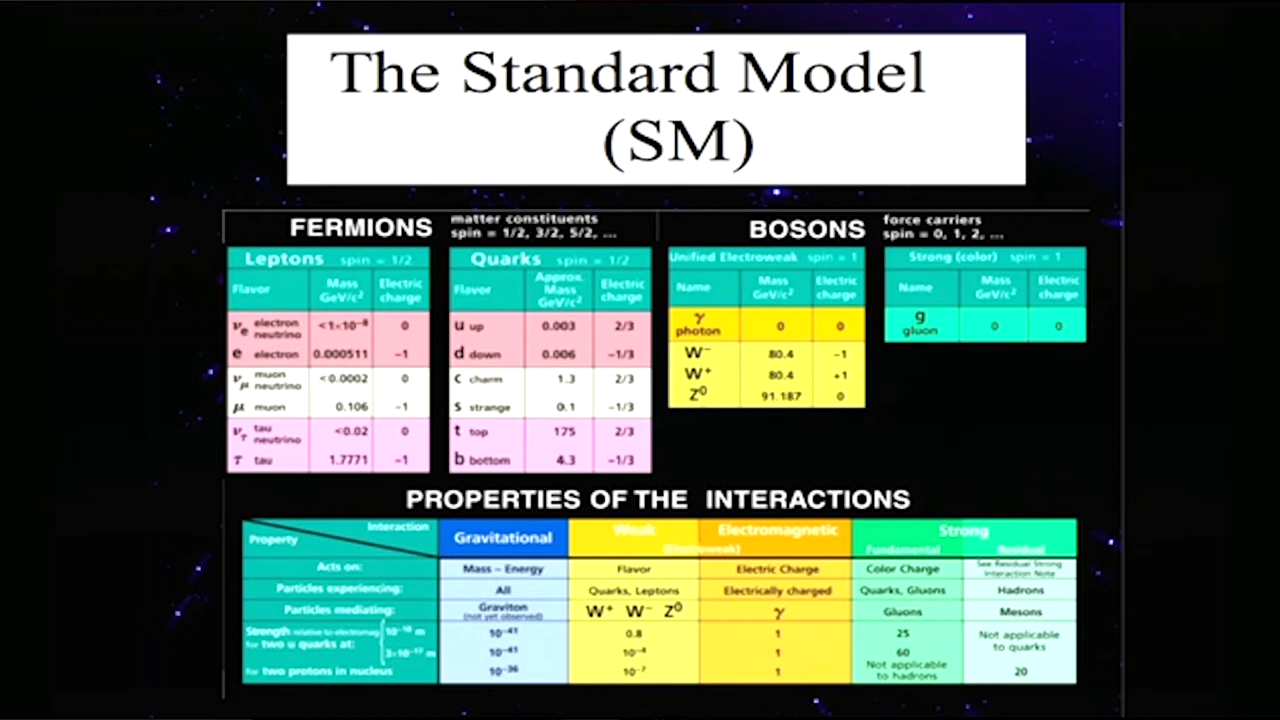 The Standard Model
(SM)
FERMIONS
matter constituents
spin = 1/2, 3/2, 5/2, ...
Leptons spin = 1/2
Flavor Mass GeV/c² Electric charge
νe electron neutrino <1×10⁻⁸ 0
e electron 0.000511 −1
νμ muon neutrino <0.0002 0
μ muon 0.106 −1
ντ tau neutrino <0.02 0
τ tau 1.7771 −1
Quarks spin = 1/2
Flavor Approx. Mass GeV/c² Electric charge
u up 0.003 2/3
d down 0.006 −1/3
c charm 1.3 2/3
s strange 0.1 −1/3
t top 175 2/3
b bottom 4.3 −1/3
BOSONS
force carriers
spin = 0, 1, 2, ...
Unified Electroweak spin = 1
Name Mass GeV/c² Electric charge
γ photon 0 0
W⁻ 80.4 −1
W⁺ 80.4 +1
Z⁰ 91.187 0
Strong (color) spin = 1
Name Mass GeV/c² Electric charge
g gluon 0 0
PROPERTIES OF THE INTERACTIONS
Interaction
Property
Gravitational Weak Electromagnetic Strong
(Electroweak) Fundamental Residual
Acts on: Mass – Energy Flavor Electric Charge Color Charge See Residual Strong Interaction Note
Particles experiencing: All Quarks, Leptons Electrically charged Quarks, Gluons Hadrons
Particles mediating: Graviton (not yet observed) W⁺ W⁻ Z⁰ γ Gluons Mesons
Strength relative to electromag 10⁻¹⁸ m 10⁻⁴¹ 0.8 1 25 Not applicable to quarks
for two u quarks at: 3×10⁻¹⁷ m 10⁻⁴¹ 10⁻⁴ 1 60
for two protons in nucleus 10⁻³⁶ 10⁻⁷ 1 Not applicable to hadrons 20